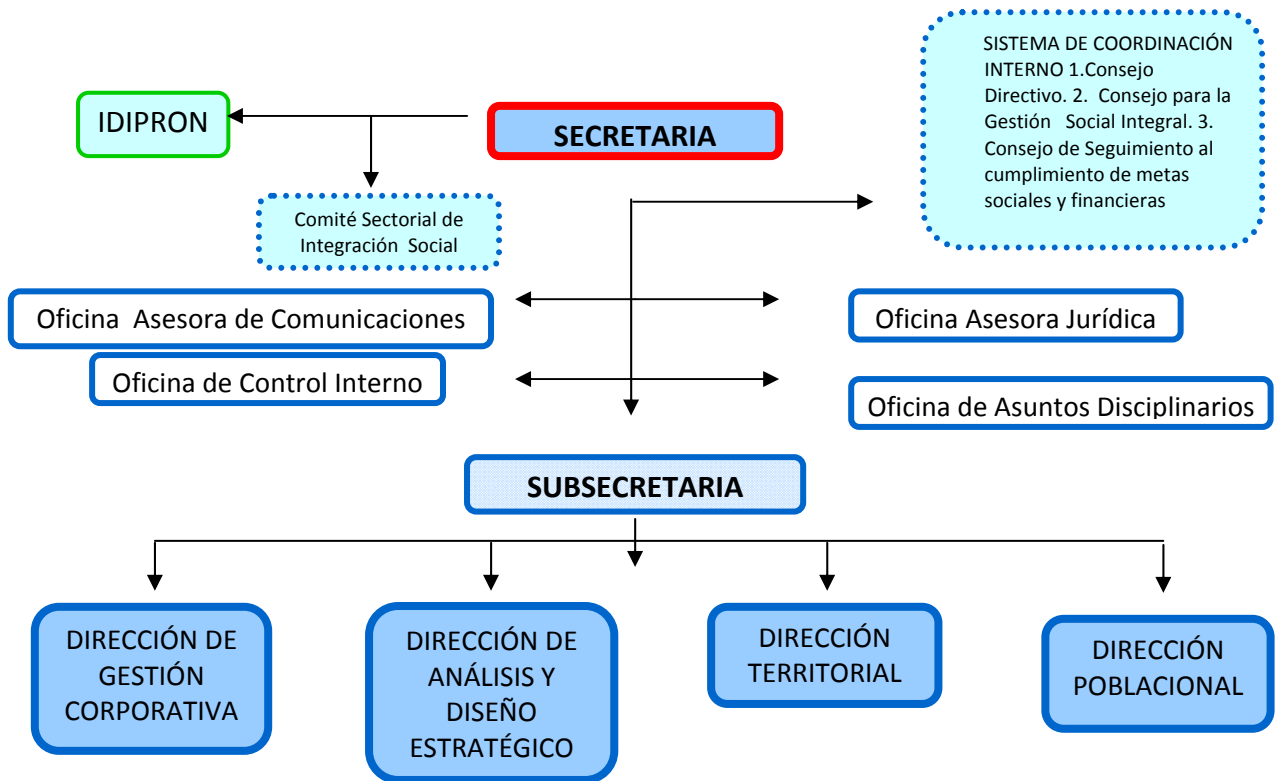 IDIPRON
SECRETARIA
SISTEMA DE COORDINACIÓN
INTERNO 1.Consejo
Directivo. 2. Consejo para la
Gestión Social Integral. 3.
Consejo de Seguimiento al
cumplimiento de metas
sociales y financieras
Comité Sectorial de
Integración Social
Oficina Asesora de Comunicaciones
Oficina Asesora Jurídica
Oficina de Control Interno
Oficina de Asuntos Disciplinarios
SUBSECRETARIA
DIRECCIÓN DE
GESTIÓN
CORPORATIVA
DIRECCIÓN DE
ANÁLISIS Y
DISEÑO
ESTRATÉGICO
DIRECCIÓN
TERRITORIAL
DIRECCIÓN
POBLACIONAL